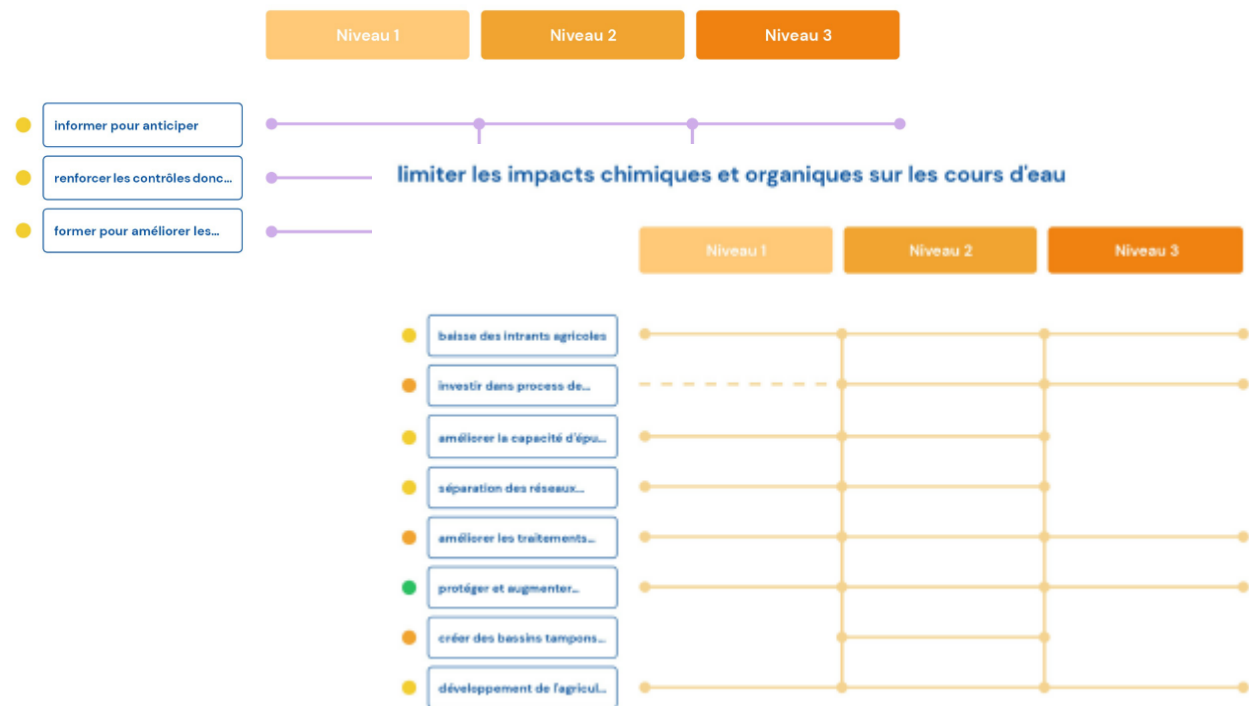 Niveau 1 Niveau 2 Niveau 3
informer pour anticiper
renforcer les contrôles donc...
former pour améliorer les...
limiter les impacts chimiques et organiques sur les cours d'eau
Niveau 1 Niveau 2 Niveau 3
baisse des intrants agricoles
investir dans process de...
améliorer la capacité d'épu...
séparation des réseaux...
améliorer les traitements...
protéger et augmenter...
créer des bassins tampons...
développement de l'agricul...